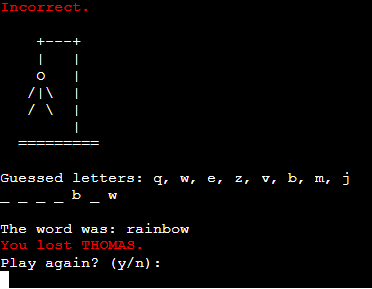 Incorrect.
+---+
|   |
O   |
/|\  |
/ \  |
|
=========
Guessed letters: q, w, e, z, v, b, m, j
_ _ _ _ b _ w
The word was: rainbow
You lost THOMAS.
Play again? (y/n):